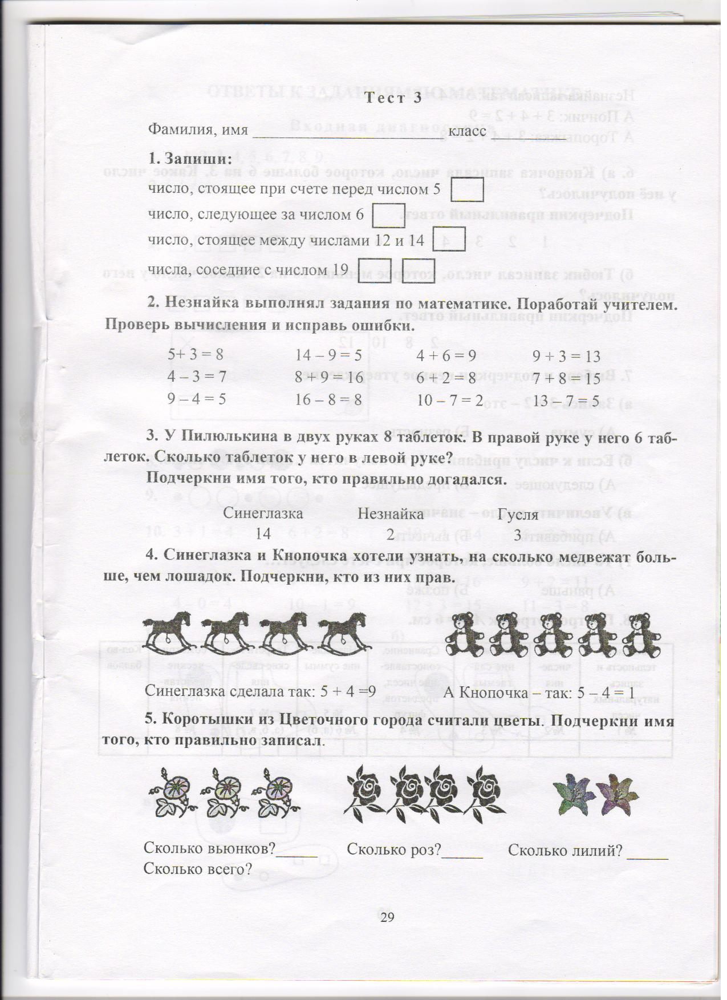 Тест 3
Фамилия, имя ____________________ класс __________
1. Запиши:
число, стоящее при счете перед числом 5
число, следующее за числом 6
число, стоящее между числами 12 и 14
числа, соседние с числом 19
2. Незнайка выполнял задания по математике. Поработай учителем.
Проверь вычисления и исправь ошибки.
5+ 3 = 8 14 – 9 = 5 4 + 6 = 9 9 + 3 = 13
4 – 3 = 7 8 + 9 = 16 6 + 2 = 8 7 + 8 = 15
9 – 4 = 5 16 – 8 = 8 10 – 7 = 2 13 – 7 = 5
3. У Пилюлькина в двух руках 8 таблеток. В правой руке у него 6 таб-
леток. Сколько таблеток у него в левой руке?
Подчеркни имя того, кто правильно догадался.
Синеглазка Незнайка Гусля
14 2 3
4. Синеглазка и Кнопочка хотели узнать, на сколько медвежат боль-
ше, чем лошадок. Подчеркни, кто из них прав.
Синеглазка сделала так: 5 + 4 =9 А Кнопочка – так: 5 – 4 = 1
5. Коротышки из Цветочного города считали цветы. Подчеркни имя
того, кто правильно записал.
Сколько вьюнков?_____ Сколько роз?_____ Сколько лилий? _____
Сколько всего?
29